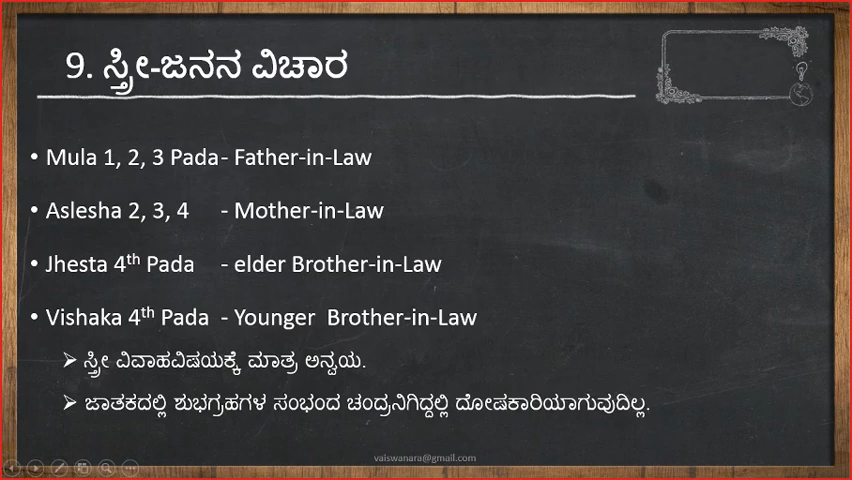 9. ಸ್ತ್ರೀ-ಜನನ ವಿಚಾರ
• Mula 1, 2, 3 Pada - Father-in-Law
• Aslesha 2, 3, 4 - Mother-in-Law
• Jhesta 4th Pada - elder Brother-in-Law
• Vishaka 4th Pada - Younger Brother-in-Law
➢ ಸ್ತ್ರೀ ವಿವಾಹವಿಷಯಕ್ಕೆ ಮಾತ್ರ ಅನ್ವಯ.
➢ ಜಾತಕದಲ್ಲಿ ಶುಭಗ್ರಹಗಳ ಸಂಭಂದ ಚಂದ್ರನಿಗಿದ್ದಲ್ಲಿ ದೋಷಕಾರಿಯಾಗುವುದಿಲ್ಲ.
vaiswanara@gmail.com